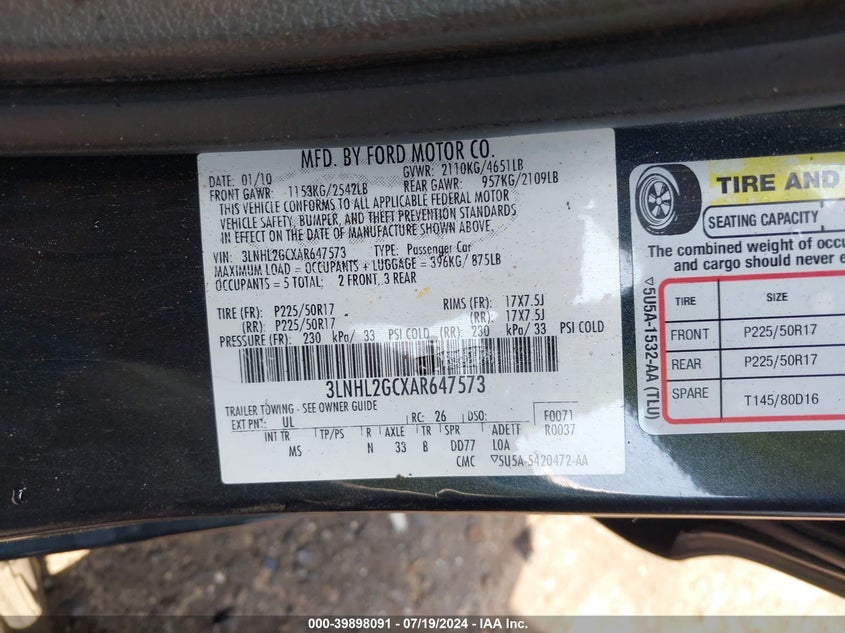 MFD. BY FORD MOTOR CO.
DATE: 01/10 GVWR: 2110KG/4651LB
FRONT GAWR: 1153KG/2542LB REAR GAWR: 957KG/2109LB
THIS VEHICLE CONFORMS TO ALL APPLICABLE FEDERAL MOTOR
VEHICLE SAFETY, BUMPER, AND THEFT PREVENTION STANDARDS
IN EFFECT ON THE DATE OF MANUFACTURE SHOWN ABOVE.
VIN: 3LNHL2GCXAR647573 TYPE: Passenger Car
MAXIMUM LOAD = OCCUPANTS + LUGGAGE = 396KG/ 875LB
OCCUPANTS = 5 TOTAL; 2 FRONT, 3 REAR
TIRE (FR): P225/50R17 RIMS (FR): 17X7.5J
(RR): P225/50R17 (RR): 17X7.5J
PRESSURE (FR): 230 kPa/ 33 PSI COLD (RR): 230 kPa/ 33 PSI COLD
3LNHL2GCXAR647573
TRAILER TOWING - SEE OWNER GUIDE
EXT PNT: UL RC: 26 DSO: F0071
INT TR TP/PS R AXLE TR SPR ADETF R0037
MS N 33 B DD77 LOA
CMC ▽5U5A-5420472-AA
TIRE AND
SEATING CAPACITY
The combined weight of occu
and cargo should never e
TIRE SIZE
FRONT P225/50R17
REAR P225/50R17
SPARE T145/80D16
▽5U5A-1532-AA (TLU)
000-39898091 - 07/19/2024 - IAA Inc.